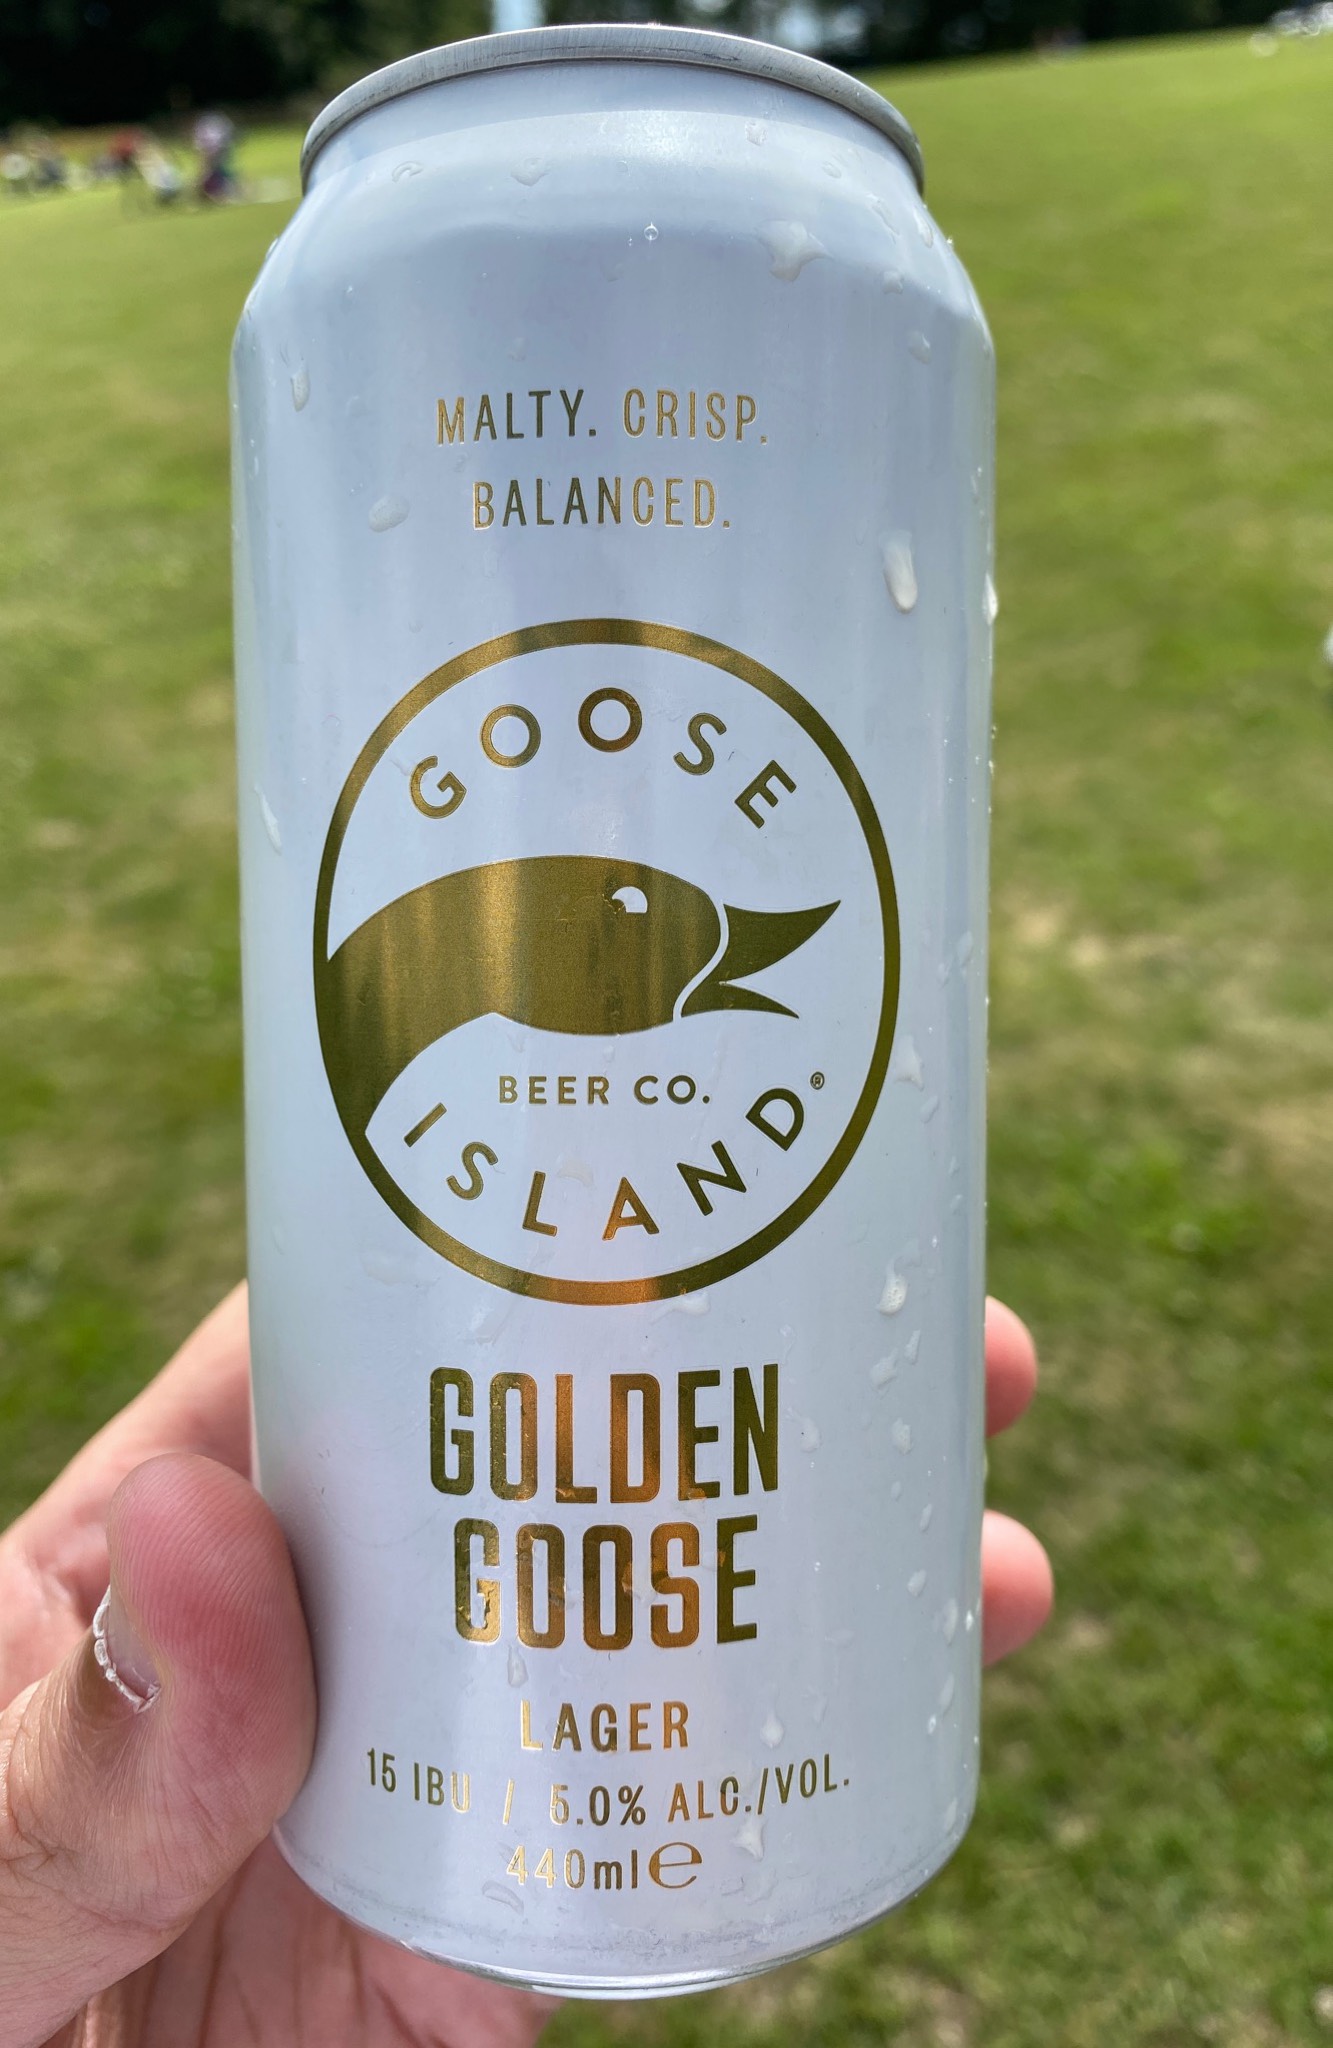 MALTY. CRISP.
BALANCED.
GOOSE
BEER CO.
ISLAND®
GOLDEN
GOOSE
LAGER
15 IBU / 5.0% ALC./VOL.
440ml℮